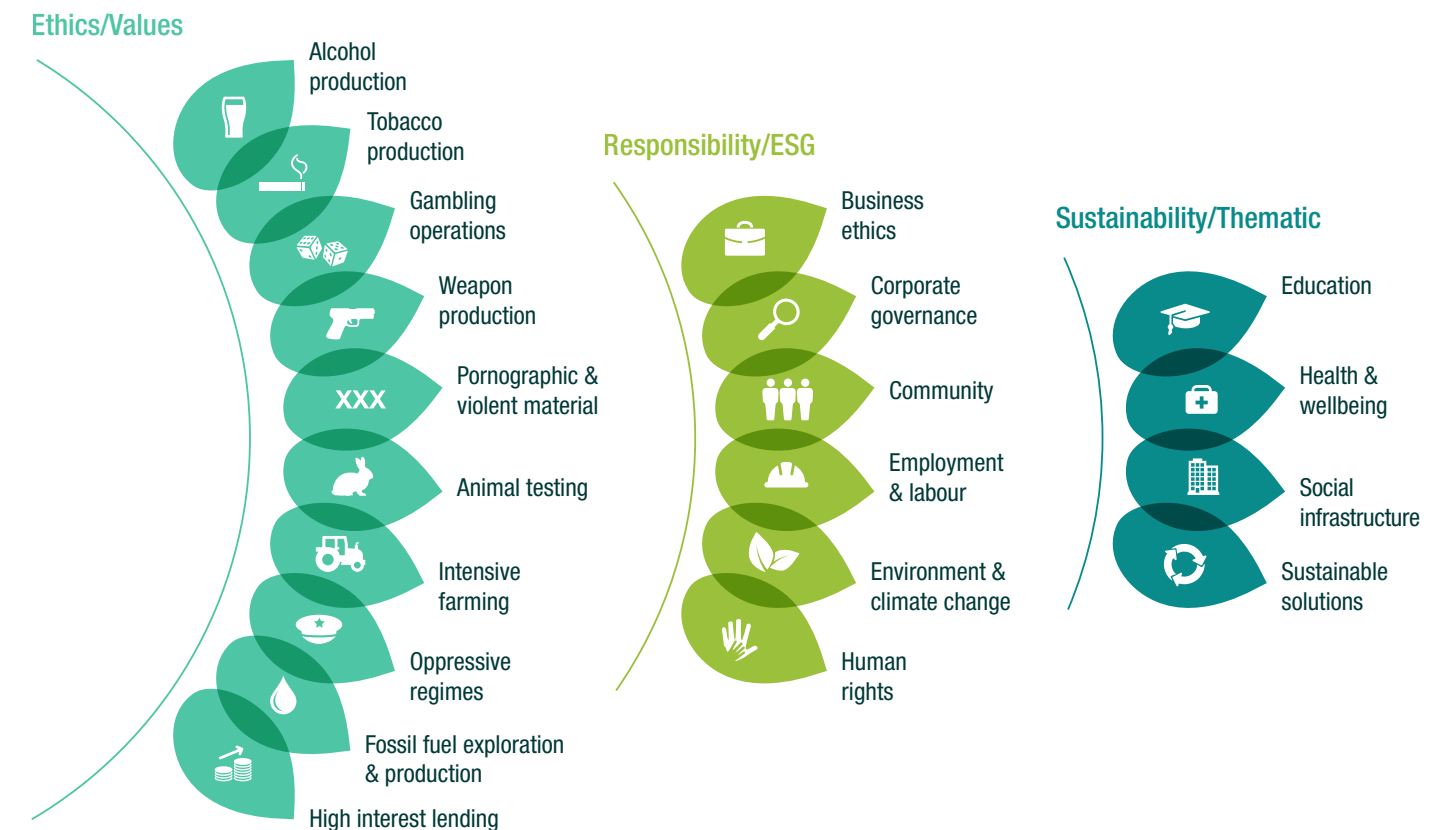 Ethics/Values
Alcohol
production
Tobacco
production
Gambling
operations
Weapon
production
XXX
Pornographic &
violent material
Animal testing
Intensive
farming
Oppressive
regimes
Fossil fuel exploration
& production
High interest lending
Responsibility/ESG
Business
ethics
Corporate
governance
Community
Employment
& labour
Environment &
climate change
Human
rights
Sustainability/Thematic
Education
Health &
wellbeing
Social
infrastructure
Sustainable
solutions